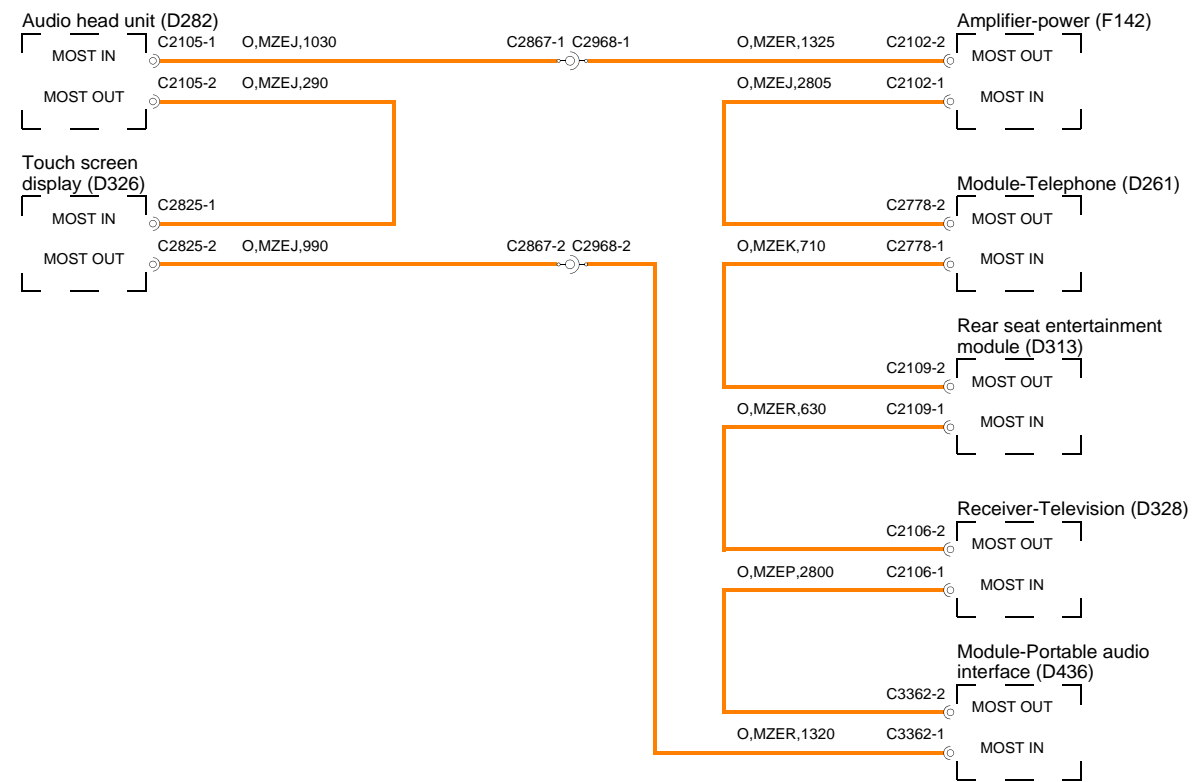 Audio head unit (D282)
MOST IN
C2105-1
O,MZEJ,1030
C2867-1 C2968-1
O,MZER,1325
C2102-2
Amplifier-power (F142)
MOST OUT
MOST OUT
C2105-2
O,MZEJ,290
O,MZEJ,2805
C2102-1
MOST IN
Touch screen
display (D326)
MOST IN
C2825-1
C2778-2
Module-Telephone (D261)
MOST OUT
MOST OUT
C2825-2
O,MZEJ,990
C2867-2 C2968-2
O,MZEK,710
C2778-1
MOST IN
Rear seat entertainment
module (D313)
C2109-2
MOST OUT
O,MZER,630
C2109-1
MOST IN
Receiver-Television (D328)
C2106-2
MOST OUT
O,MZEP,2800
C2106-1
MOST IN
Module-Portable audio
interface (D436)
C3362-2
MOST OUT
O,MZER,1320
C3362-1
MOST IN